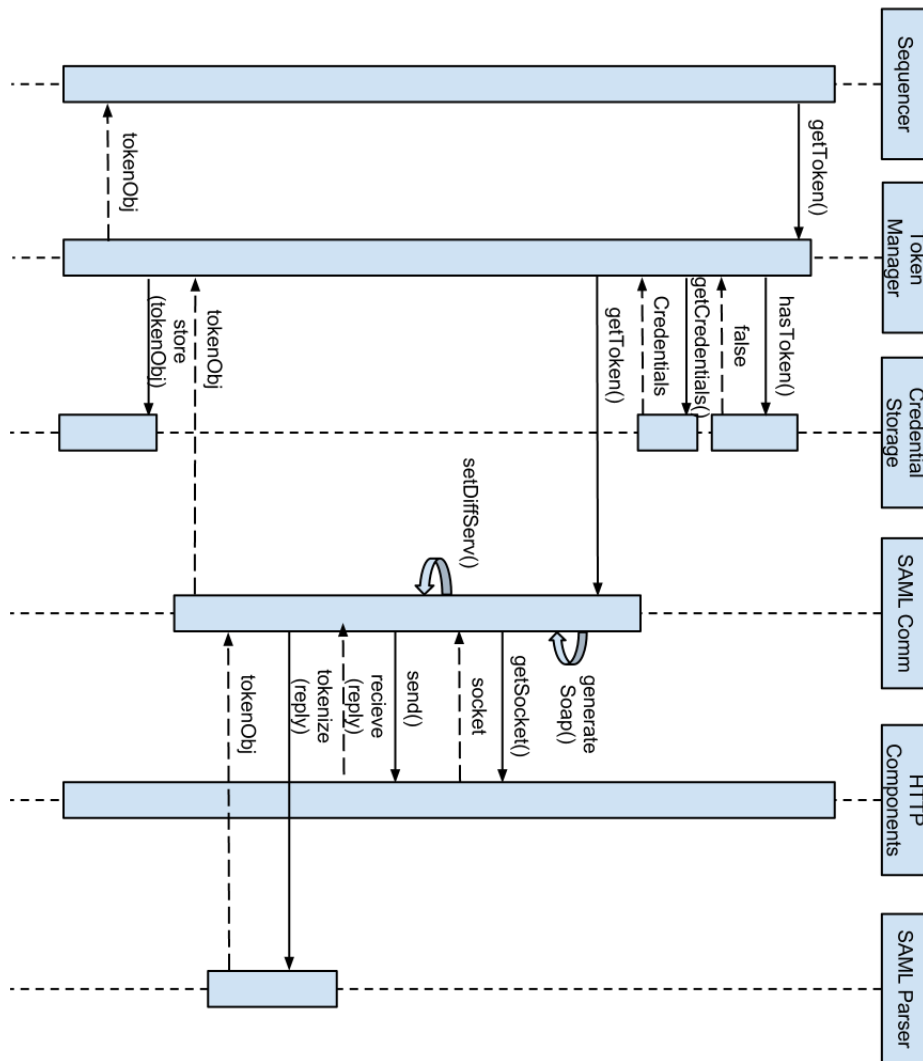 Sequencer
Token
Manager
Credential
Storage
SAML Comm
HTTP
Components
SAML Parser
getToken()
hasToken()
false
getCredentials()
Credentials
getToken()
generate
Soap()
getSocket()
socket
setDiffServ()
send()
recieve
(reply)
tokenize
(reply)
tokenObj
tokenObj
store
(tokenObj)
tokenObj